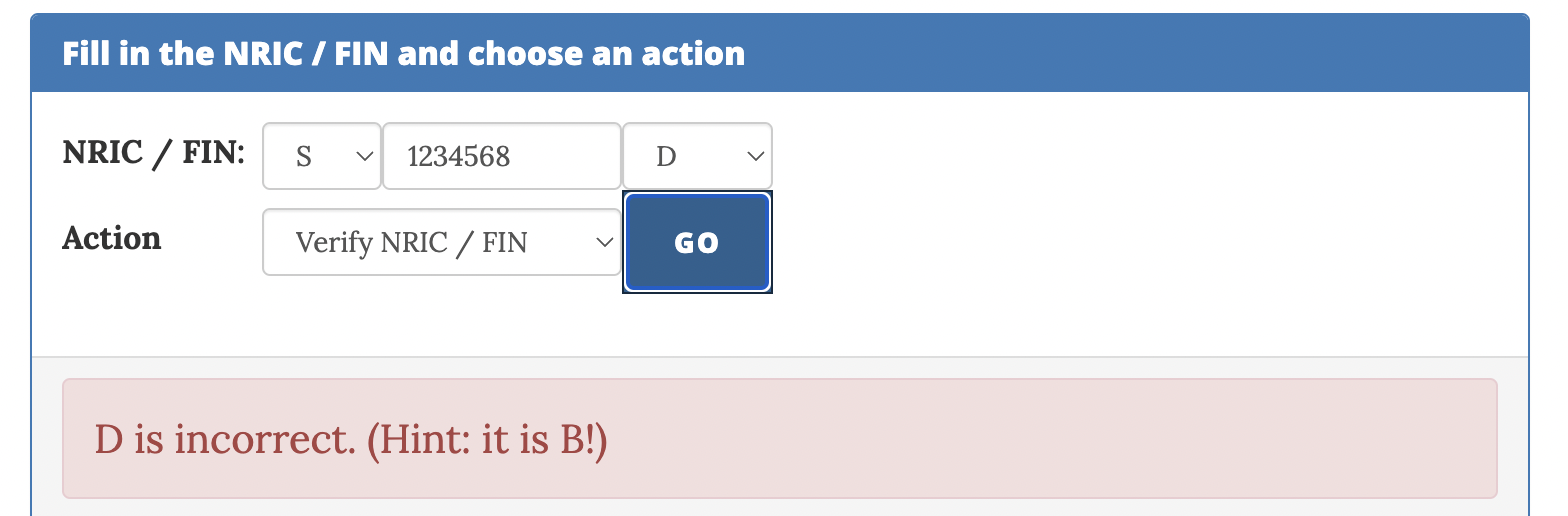 Fill in the NRIC / FIN and choose an action
NRIC / FIN: S 1234568 D
Action Verify NRIC / FIN GO
D is incorrect. (Hint: it is B!)